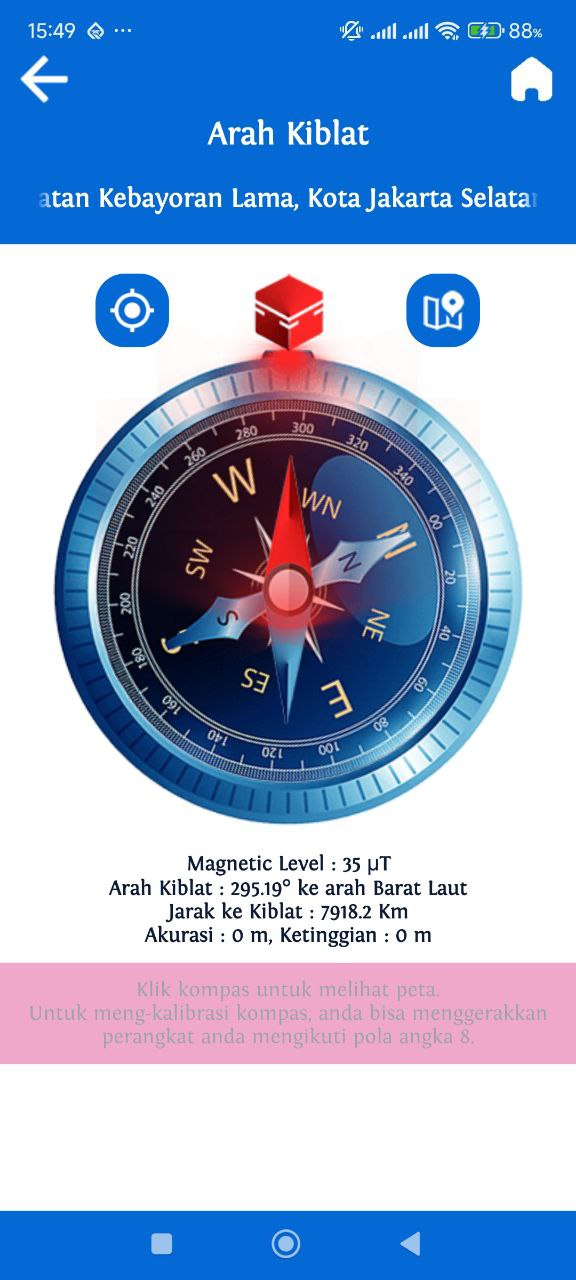 15:49
88%
Arah Kiblat
atan Kebayoran Lama, Kota Jakarta Selatan
280 300 320
260 340
240 W WN N 00
220 SW N 20
200 S NE 40
180 ES E 60
160 140 120 100 80
Magnetic Level : 35 µT
Arah Kiblat : 295.19° ke arah Barat Laut
Jarak ke Kiblat : 7918.2 Km
Akurasi : 0 m, Ketinggian : 0 m
Klik kompas untuk melihat peta.
Untuk meng-kalibrasi kompas, anda bisa menggerakkan
perangkat anda mengikuti pola angka 8.